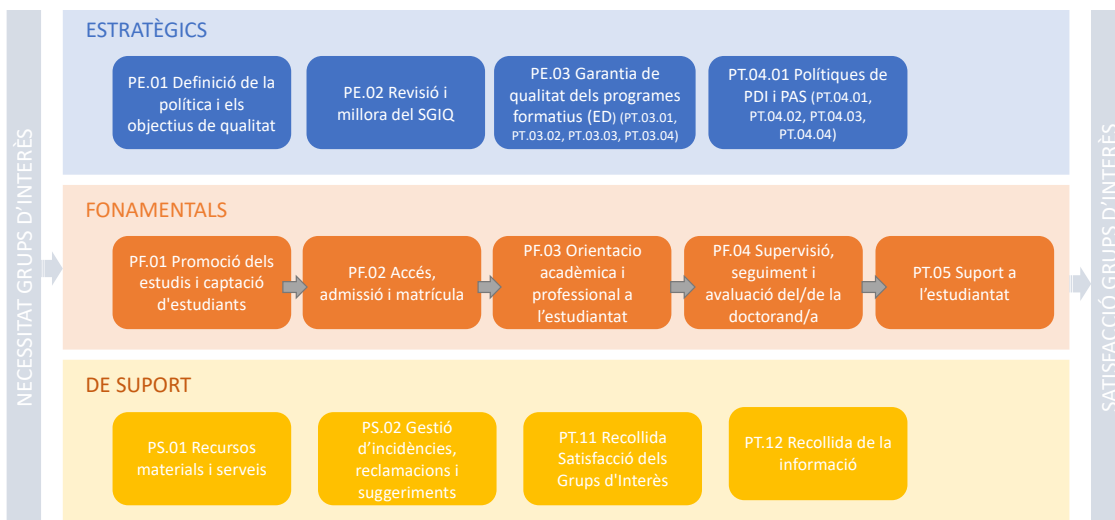 NECESSITAT GRUPS D'INTERÈS
ESTRATÈGICS
PE.01 Definició de la
política i els
objectius de qualitat
PE.02 Revisió i
millora del SGIQ
PE.03 Garantia de
qualitat dels programes
formatius (ED) (PT.03.01,
PT.03.02, PT.03.03, PT.03.04)
PT.04.01 Polítiques de
PDI i PAS (PT.04.01,
PT.04.02, PT.04.03,
PT.04.04)
FONAMENTALS
PF.01 Promoció dels
estudis i captació
d'estudiants
PF.02 Accés,
admissió i matrícula
PF.03 Orientacio
acadèmica i
professional a
l’estudiantat
PF.04 Supervisió,
seguiment i
avaluació del/de la
doctorand/a
PT.05 Suport a
l’estudiantat
DE SUPORT
PS.01 Recursos
materials i serveis
PS.02 Gestió
d’incidències,
reclamacions i
suggeriments
PT.11 Recollida
Satisfacció dels
Grups d'Interès
PT.12 Recollida de la
informació
SATISFACCIÓ GRUPS D’INTERÈS